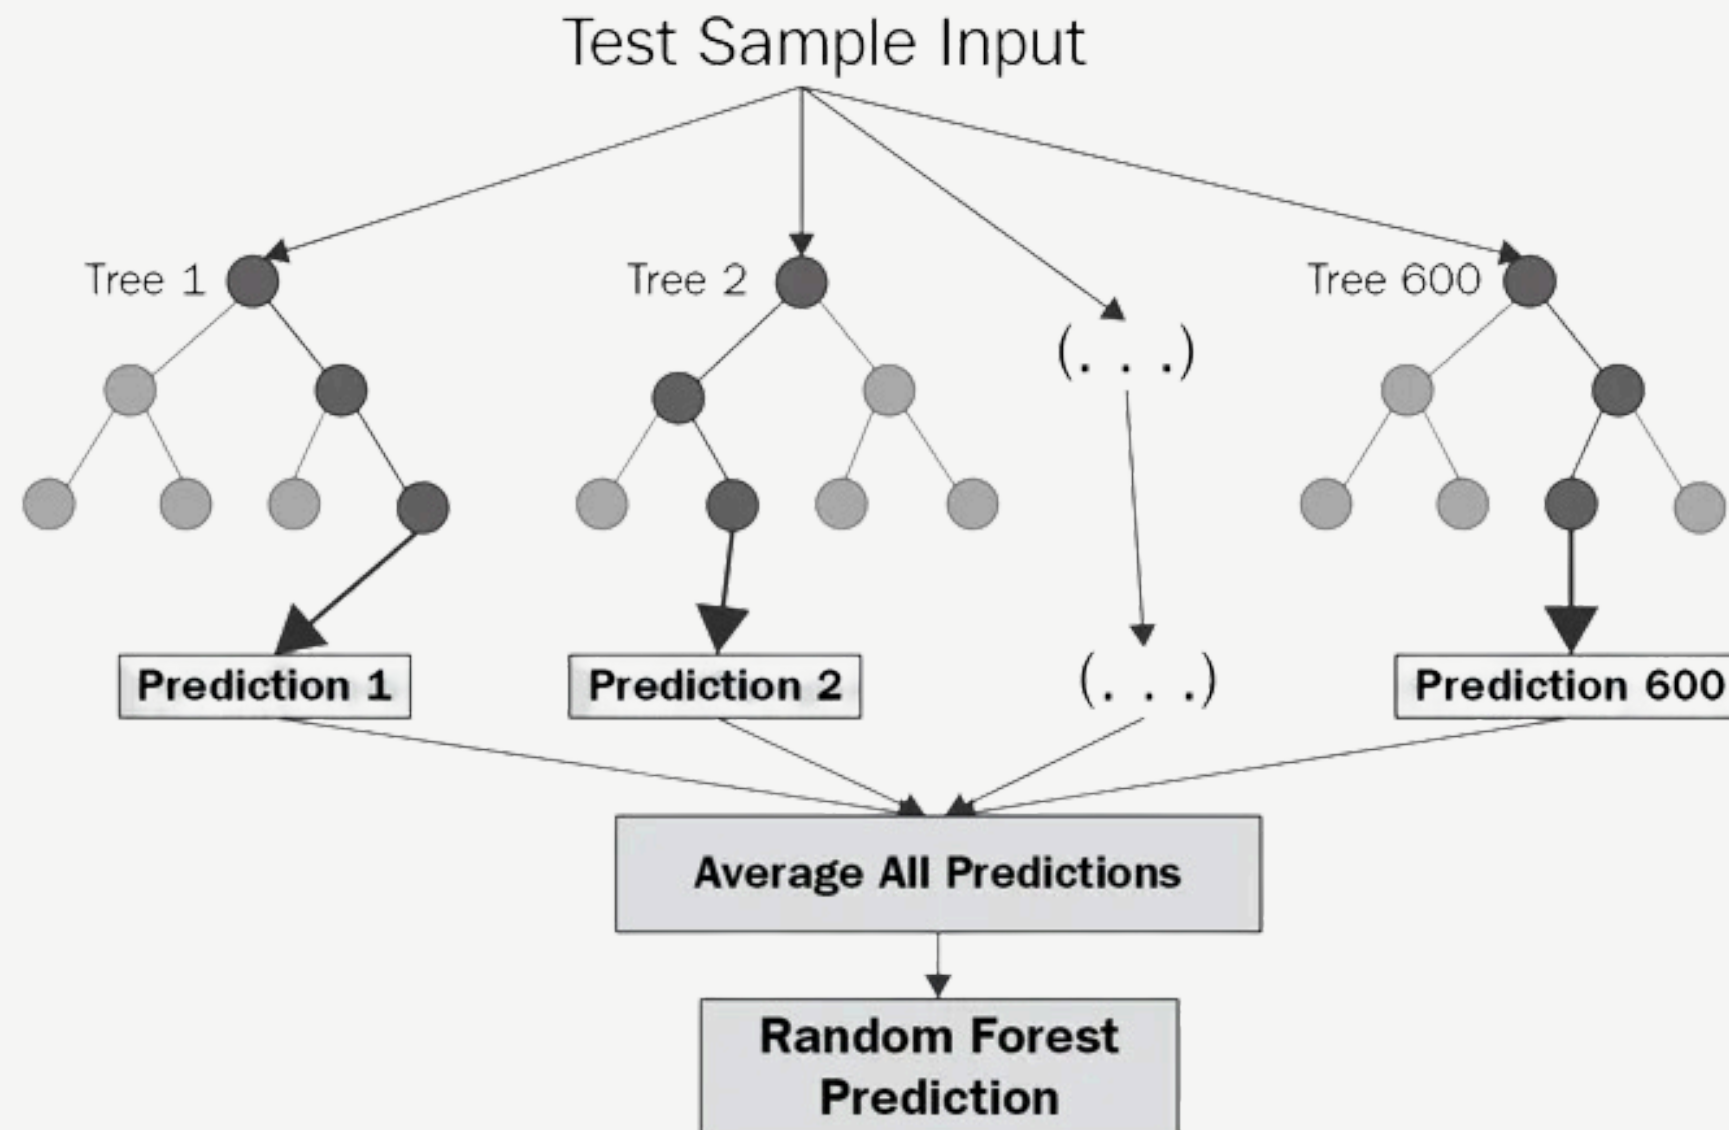 Test Sample Input
Tree 1
Tree 2
(. . .)
Tree 600
Prediction 1
Prediction 2
(. . .)
Prediction 600
Average All Predictions
Random Forest
Prediction